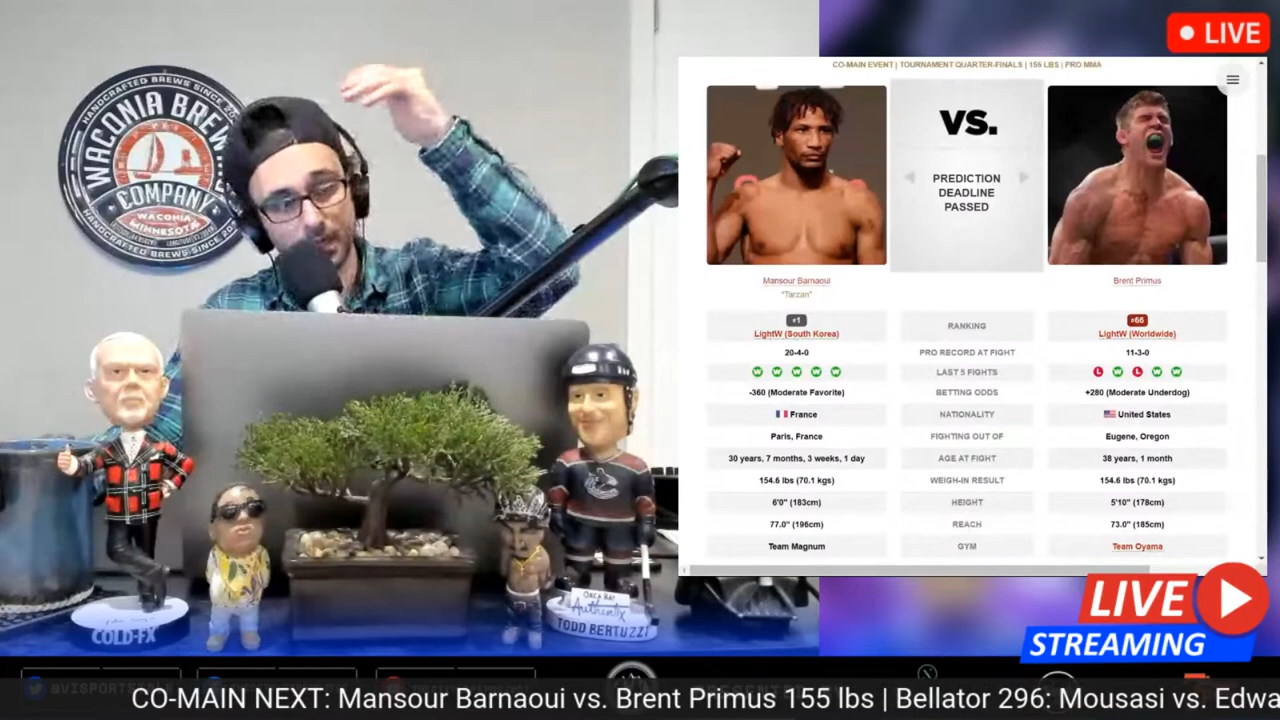 LIVE
HANDCRAFTED BREWS SINCE
WACONIA BREW
COMPANY
WACONIA
MINNESOTA
HANDCRAFTED BREWS SINCE
CO-MAIN EVENT | TOURNAMENT QUARTER-FINALS | 155 LBS | PRO MMA
VS.
PREDICTION
DEADLINE
PASSED
Mansour Barnaoui
Brent Primus
"Tarzan"
#1
RANKING
#66
LightW (South Korea)
LightW (Worldwide)
20-4-0 PRO RECORD AT FIGHT 11-3-0
W W W W W LAST 5 FIGHTS L W L W W
-360 (Moderate Favorite) BETTING ODDS +280 (Moderate Underdog)
France NATIONALITY United States
Paris, France FIGHTING OUT OF Eugene, Oregon
30 years, 7 months, 3 weeks, 1 day AGE AT FIGHT 38 years, 1 month
154.6 lbs (70.1 kgs) WEIGH-IN RESULT 154.6 lbs (70.1 kgs)
6'0" (183cm) HEIGHT 5'10" (178cm)
77.0" (196cm) REACH 73.0" (185cm)
Team Magnum GYM Team Oyama
COLD-FX
ORCA BAY
Authentix
TODD BERTUZZI
LIVE
STREAMING
CO-MAIN NEXT: Mansour Barnaoui vs. Brent Primus 155 lbs | Bellator 296: Mousasi vs. Edwa